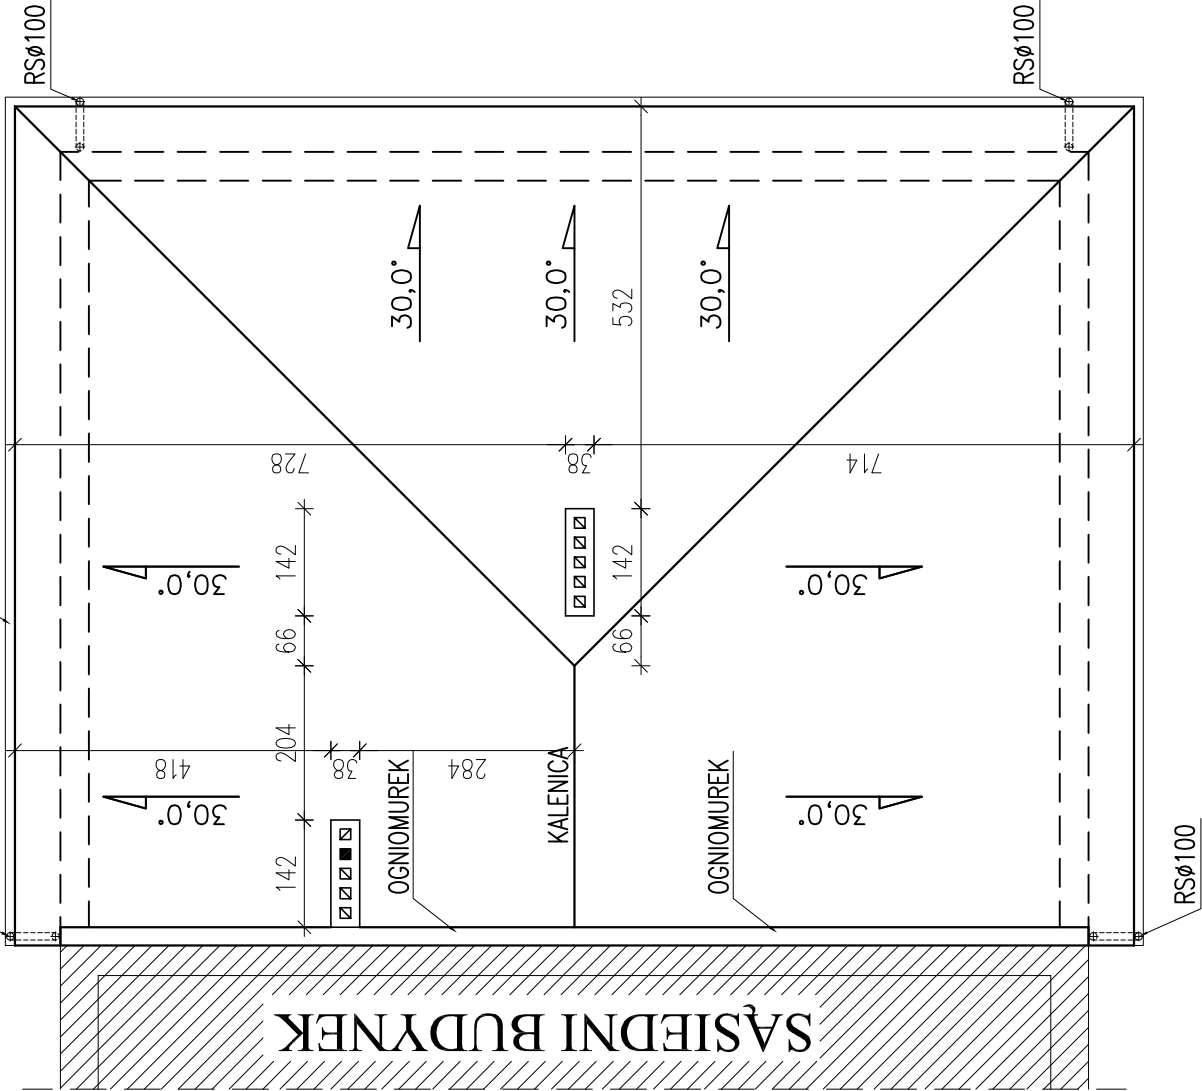 RSø100
RSø100
30,0°
30,0°
30,0°
532
728
38
714
142
142
30,0°
30,0°
66
66
204
KALENICA
418
38
284
OGNIOMUREK
OGNIOMUREK
30,0°
30,0°
142
RSø100
SĄSIEDNI BUDYNEK